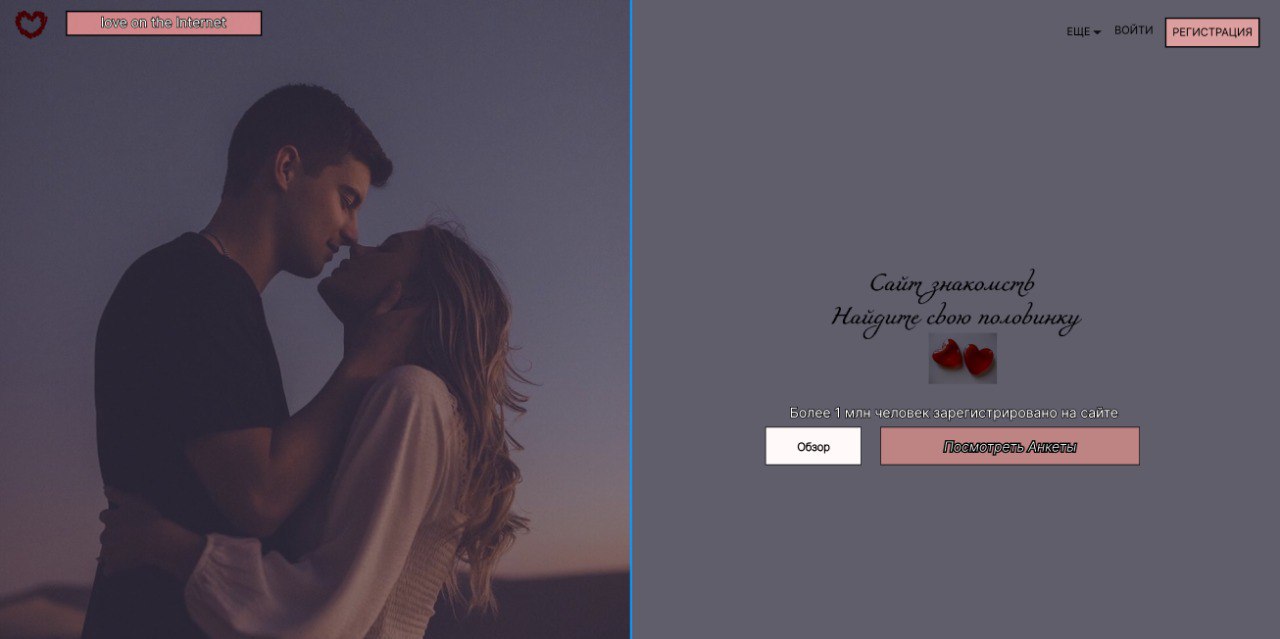 love on the Internet
ЕЩЕ ВОЙТИ РЕГИСТРАЦИЯ
Сайт знакомств
Найдите свою половинку
Более 1 млн человек зарегистрировано на сайте
Обзор Посмотреть Анкеты